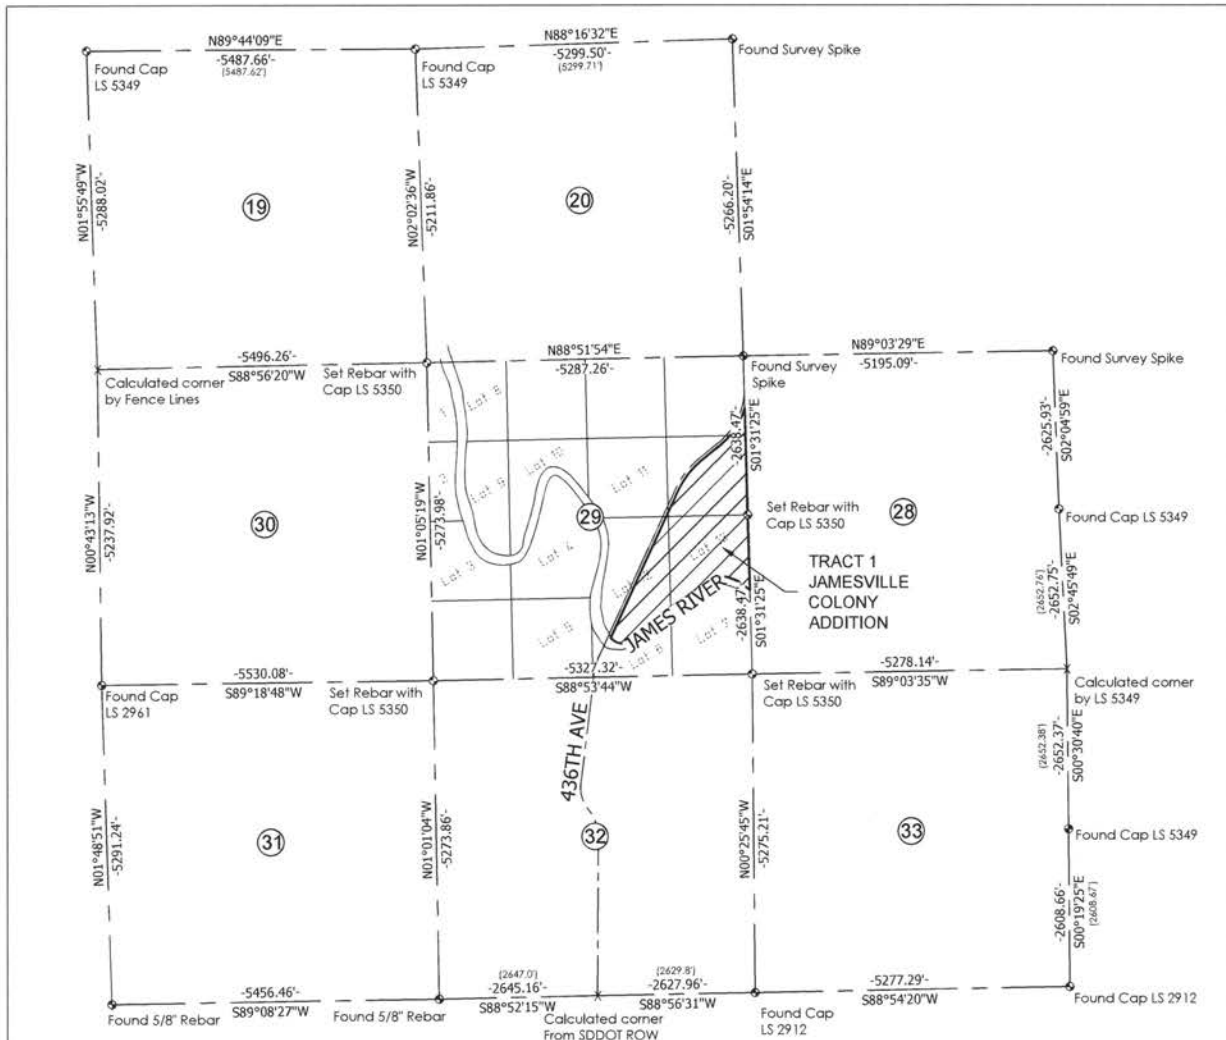 N89°44'09"E
-5487.66'-
(5487.62')
N88°16'32"E
-5299.50'-
(5299.71')
Found Survey Spike
Found Cap
LS 5349
Found Cap
LS 5349
N01°55'49"W
-5288.02'-
19
N02°02'36"W
-5211.86'-
20
-5266.20'-
S01°54'14"E
-5496.26'-
S88°56'20"W
N88°51'54"E
-5287.26'-
N89°03'29"E
-5195.09'-
Found Survey Spike
Calculated corner
by Fence Lines
Set Rebar with
Cap LS 5350
Found Survey
Spike
1
Lot 8
Lot 9
Lot 10
Lot 11
-2638.47'-
S01°31'25"E
-2625.93'-
S02°04'59"E
N00°43'13"W
-5237.92'-
30
N01°05'19"W
-5273.98'-
29
Set Rebar with
Cap LS 5350
28
Found Cap LS 5349
Lot 3
Lot 4
Lot 5
Lot 6
Lot 7
JAMES RIVER
-2638.47'-
S01°31'25"E
TRACT 1
JAMESVILLE
COLONY
ADDITION
(2652.76')
-2652.75'-
S02°45'49"E
-5530.08'-
S89°18'48"W
-5327.32'-
S88°53'44"W
-5278.14'-
S89°03'35"W
Found Cap
LS 2961
Set Rebar with
Cap LS 5350
Set Rebar with
Cap LS 5350
Calculated corner
by LS 5349
436TH AVE
(2652.38')
-2652.37'-
S00°30'40"E
N01°48'51"W
-5291.24'-
31
N01°01'04"W
-5273.86'-
32
N00°25'45"W
-5275.21'-
33
Found Cap LS 5349
-2608.66'-
S00°19'25"E
(2608.67')
-5456.46'-
S89°08'27"W
(2647.0')
-2645.16'-
S88°52'15"W
(2629.8')
-2627.96'-
S88°56'31"W
-5277.29'-
S88°54'20"W
Found 5/8" Rebar
Found 5/8" Rebar
Calculated corner
From SDDOT ROW
Found Cap
LS 2912
Found Cap LS 2912